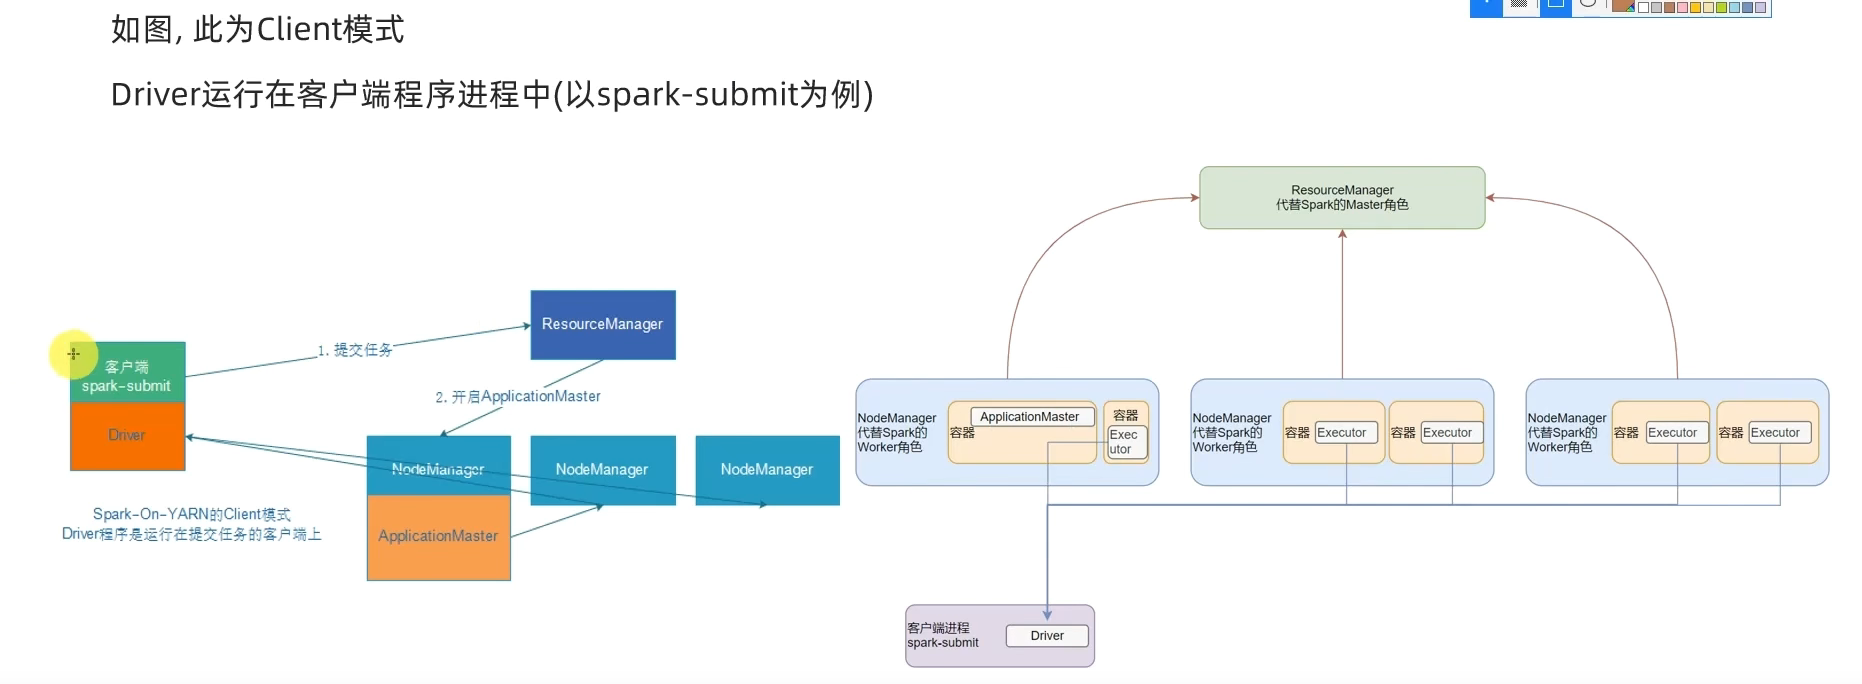 如图, 此为Client模式
Driver运行在客户端程序进程中(以spark-submit为例)
ResourceManager
1. 提交任务
客户端
spark-submit
2. 开启ApplicationMaster
Driver
NodeManager
NodeManager
NodeManager
Spark-On-YARN的Client模式
Driver程序是运行在提交任务的客户端上
ApplicationMaster
ResourceManager
代替Spark的Master角色
NodeManager
代替Spark的
Worker角色
ApplicationMaster
容器
容器
Exec
utor
NodeManager
代替Spark的
Worker角色
容器
Executor
容器
Executor
NodeManager
代替Spark的
Worker角色
容器
Executor
容器
Executor
客户端进程
spark-submit
Driver